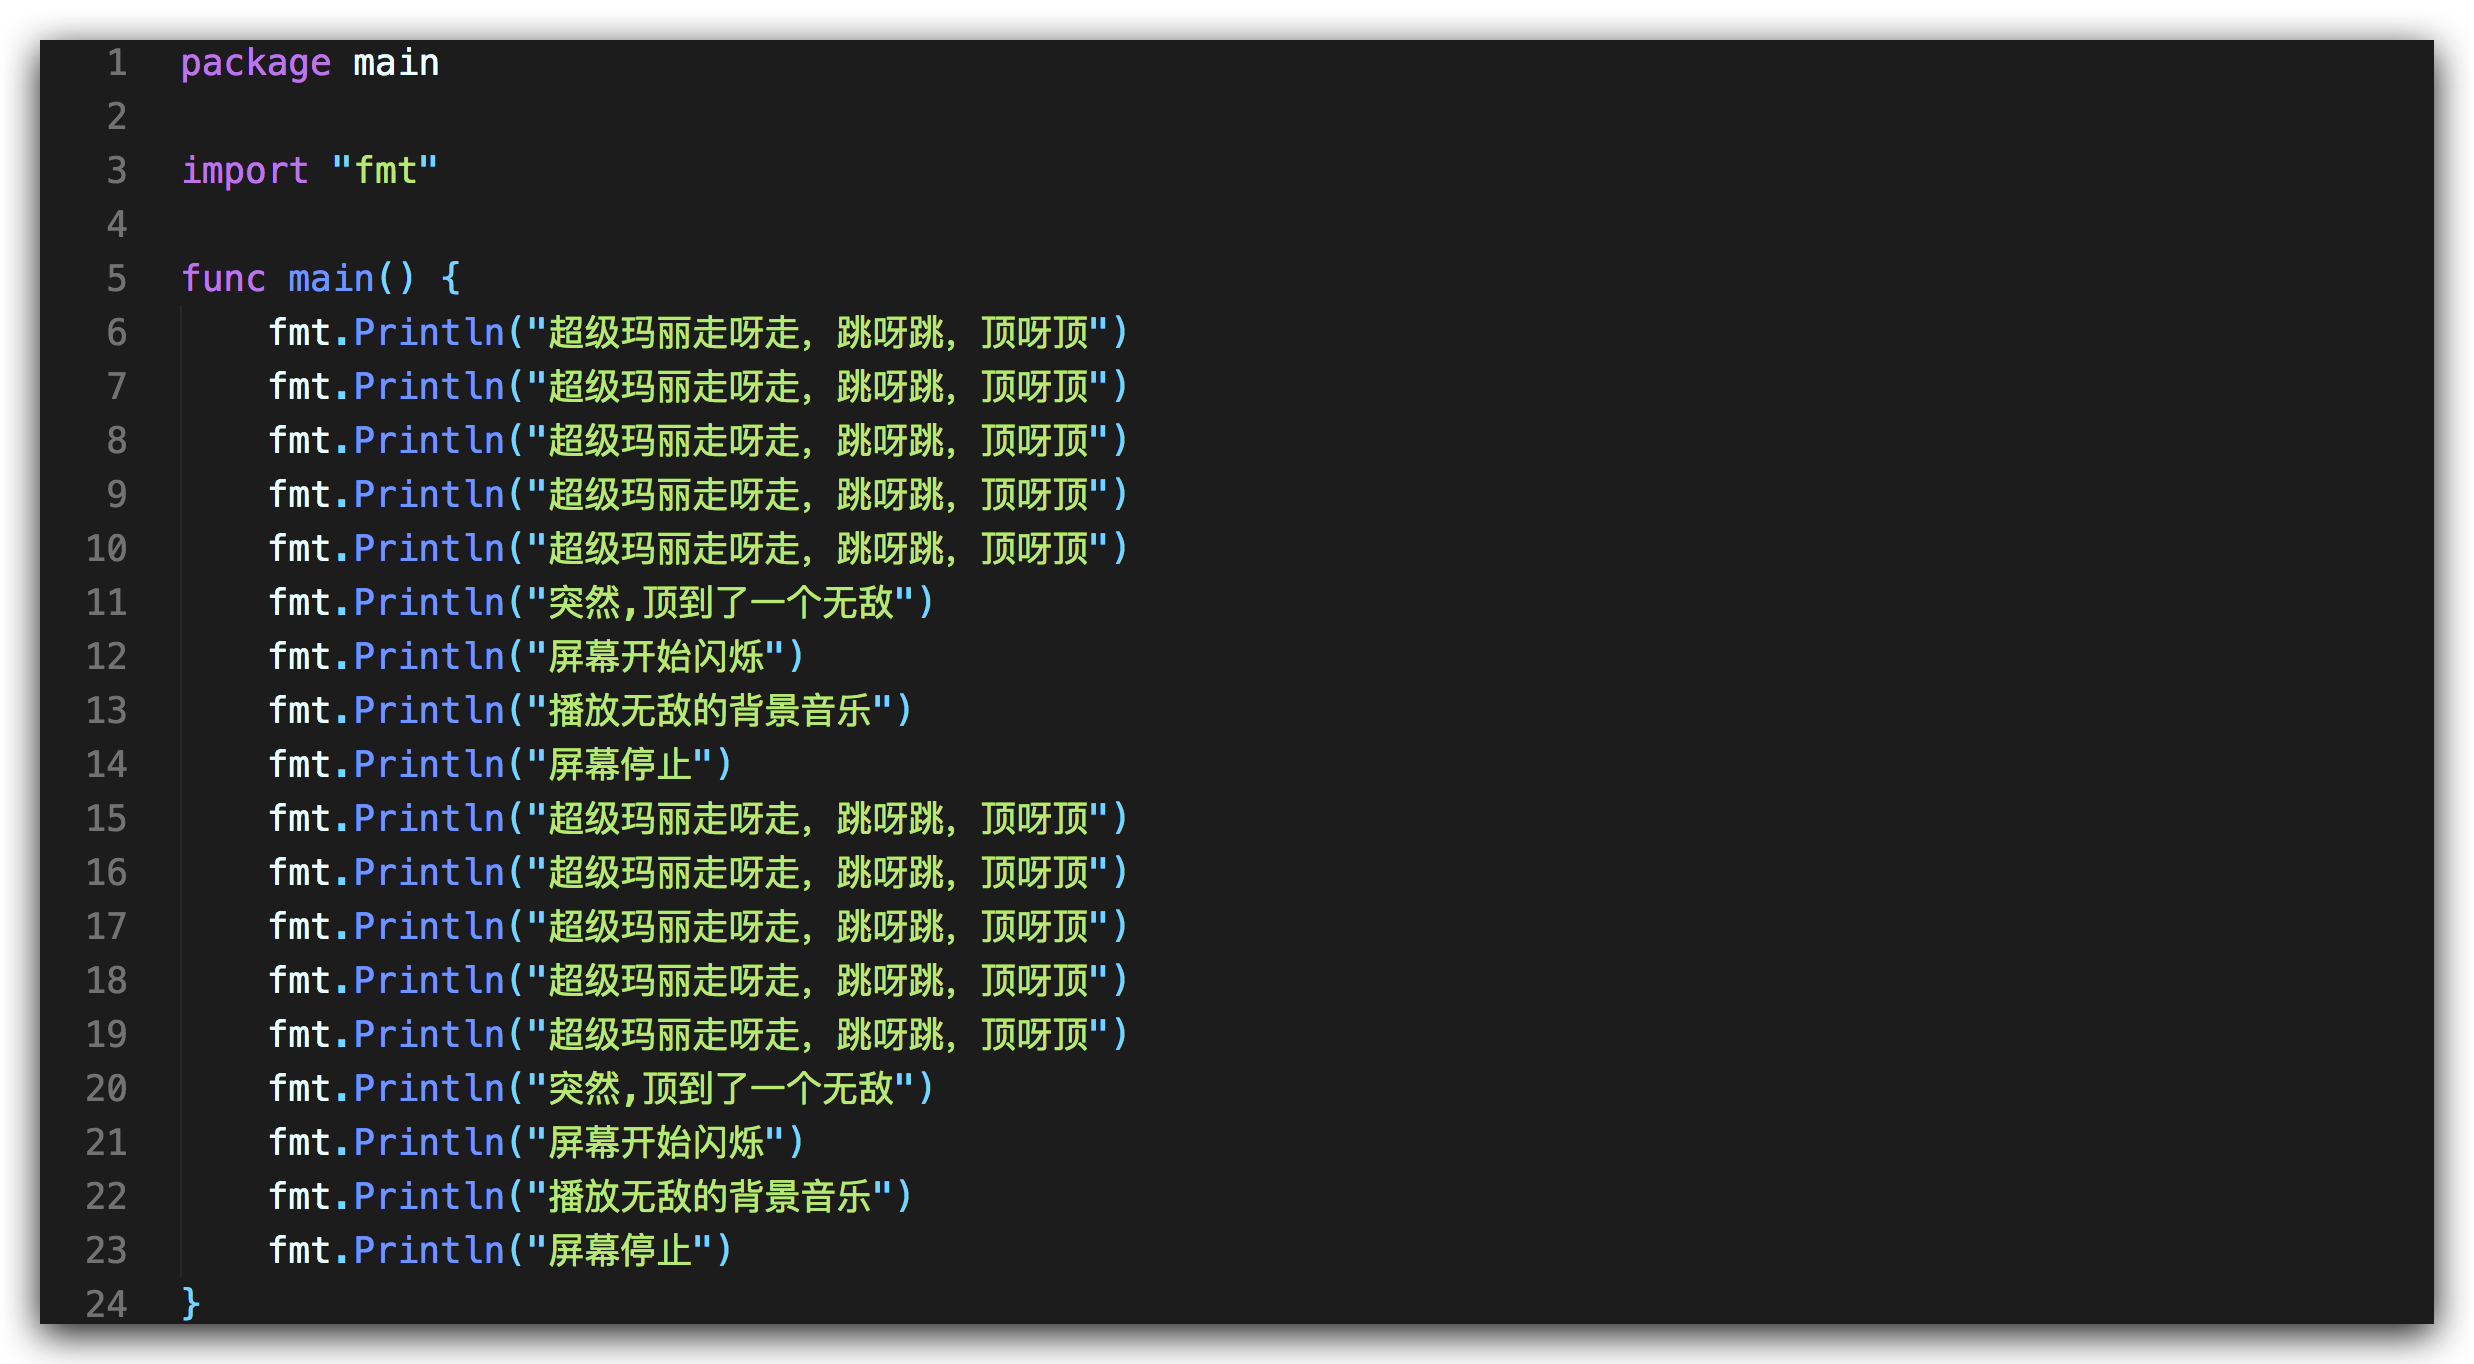 1 package main
2
3 import "fmt"
4
5 func main() {
6 fmt.Println("超级玛丽走呀走，跳呀跳，顶呀顶")
7 fmt.Println("超级玛丽走呀走，跳呀跳，顶呀顶")
8 fmt.Println("超级玛丽走呀走，跳呀跳，顶呀顶")
9 fmt.Println("超级玛丽走呀走，跳呀跳，顶呀顶")
10 fmt.Println("超级玛丽走呀走，跳呀跳，顶呀顶")
11 fmt.Println("突然,顶到了一个无敌")
12 fmt.Println("屏幕开始闪烁")
13 fmt.Println("播放无敌的背景音乐")
14 fmt.Println("屏幕停止")
15 fmt.Println("超级玛丽走呀走，跳呀跳，顶呀顶")
16 fmt.Println("超级玛丽走呀走，跳呀跳，顶呀顶")
17 fmt.Println("超级玛丽走呀走，跳呀跳，顶呀顶")
18 fmt.Println("超级玛丽走呀走，跳呀跳，顶呀顶")
19 fmt.Println("超级玛丽走呀走，跳呀跳，顶呀顶")
20 fmt.Println("突然,顶到了一个无敌")
21 fmt.Println("屏幕开始闪烁")
22 fmt.Println("播放无敌的背景音乐")
23 fmt.Println("屏幕停止")
24 }